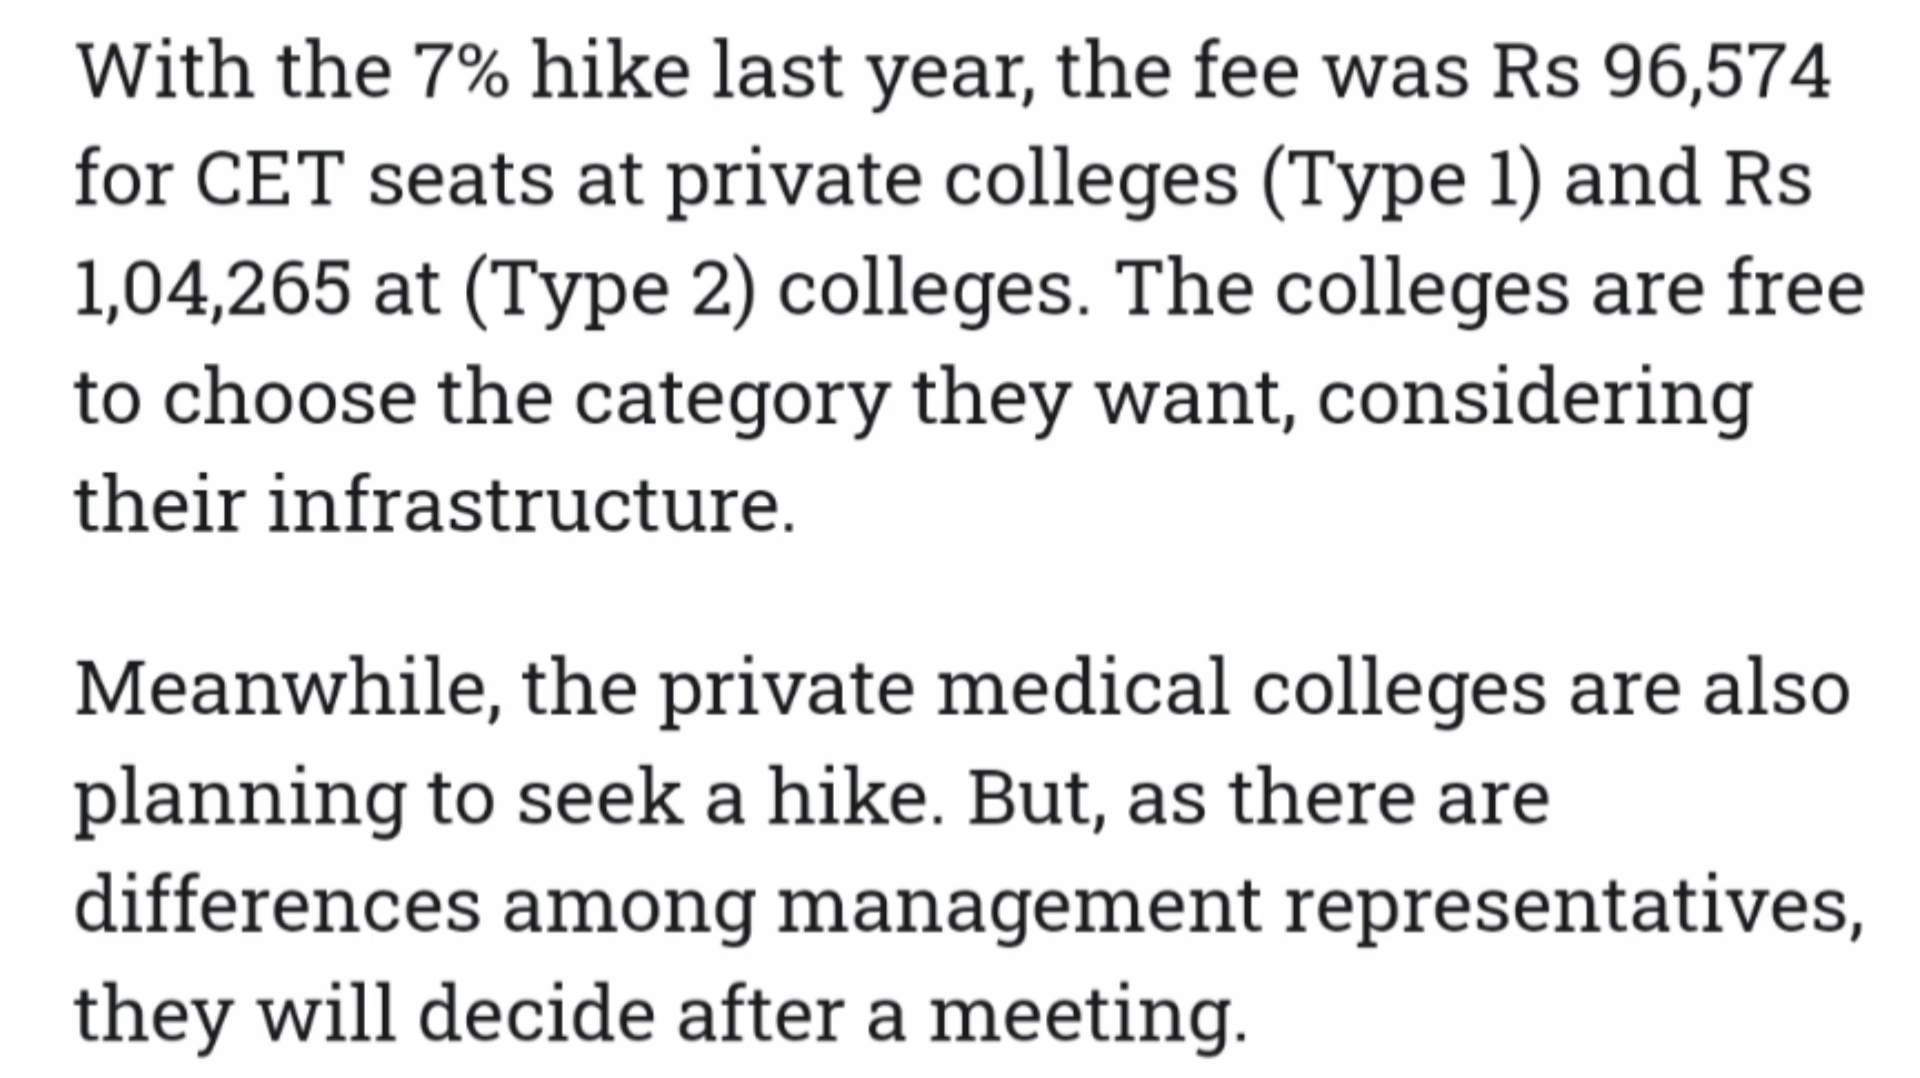 With the 7% hike last year, the fee was Rs 96,574
for CET seats at private colleges (Type 1) and Rs
1,04,265 at (Type 2) colleges. The colleges are free
to choose the category they want, considering
their infrastructure.
Meanwhile, the private medical colleges are also
planning to seek a hike. But, as there are
differences among management representatives,
they will decide after a meeting.